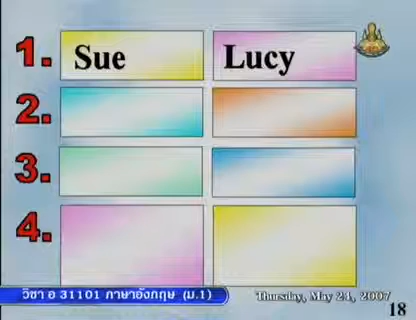 1. Sue Lucy
2.
3.
4.
วิชา อ 31101 ภาษาอังกฤษ (ม.1)
Thursday, May 24, 2007
18